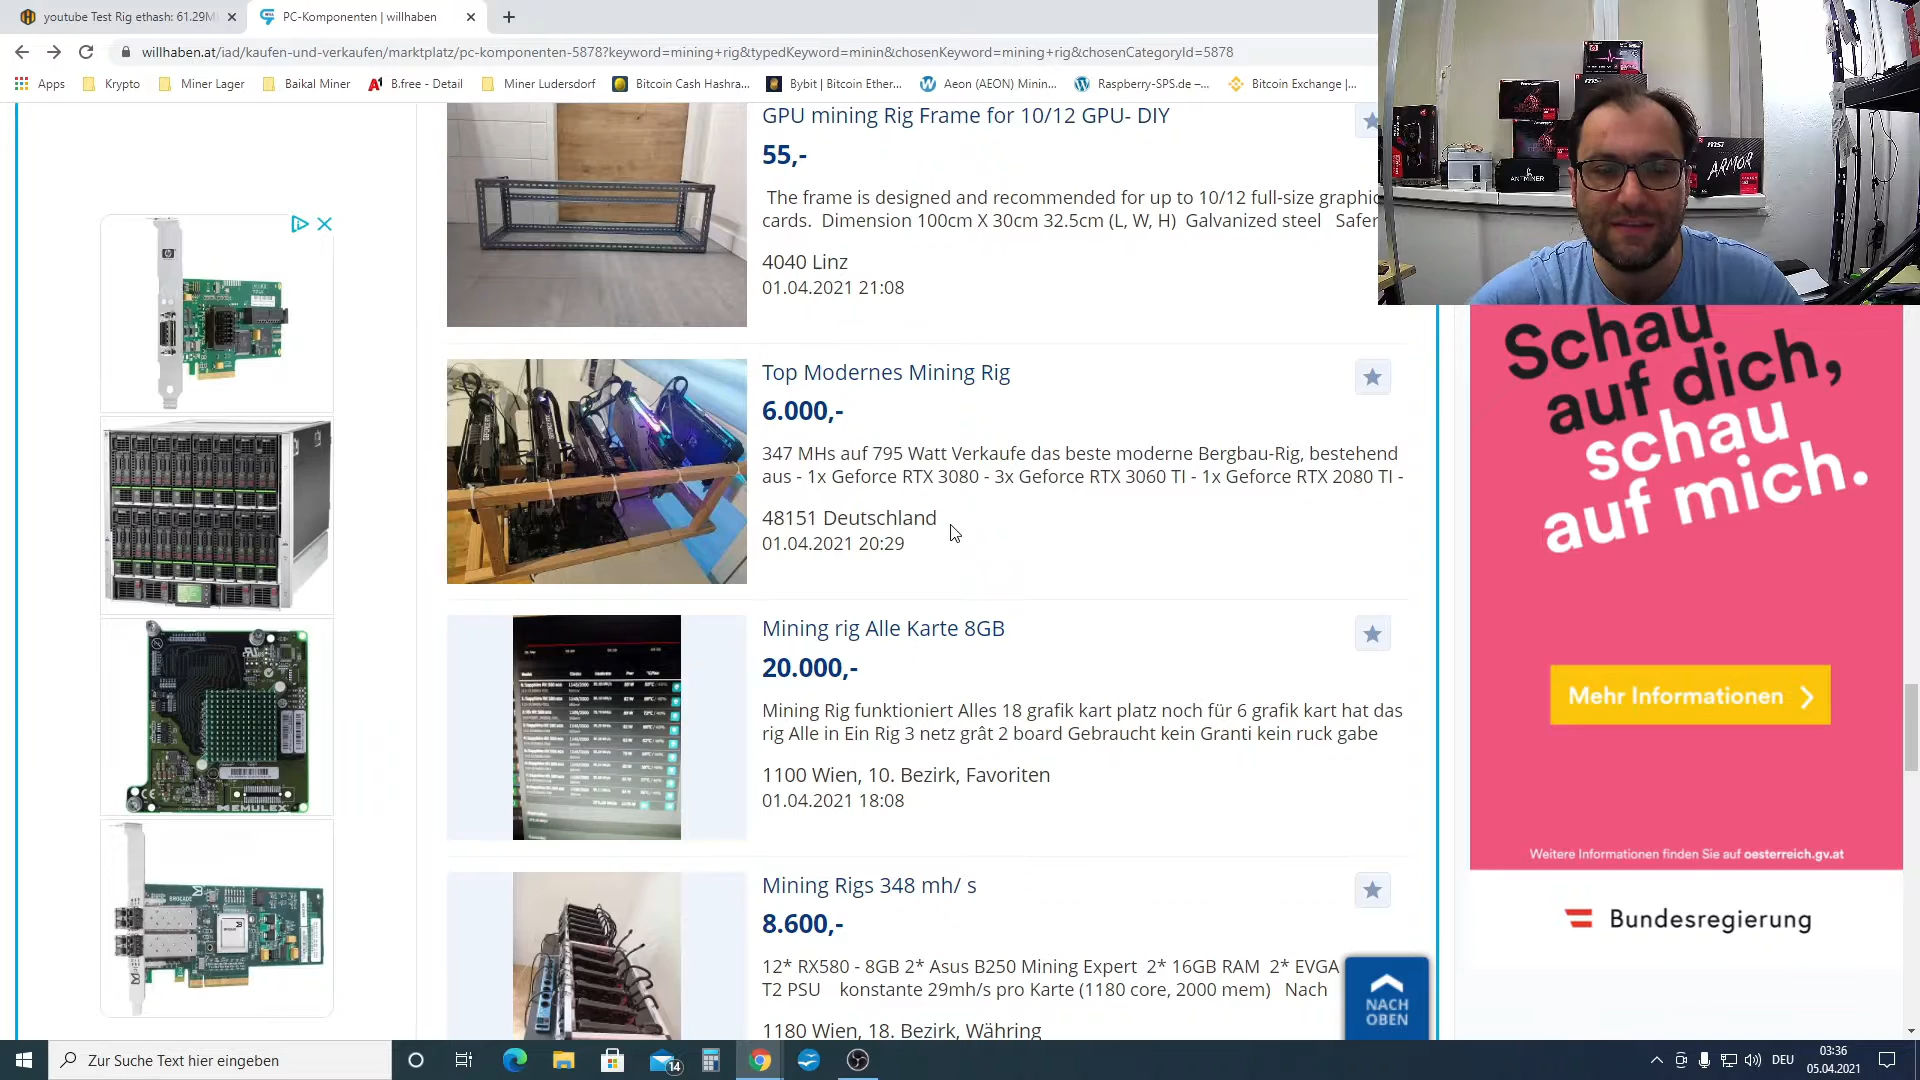 youtube Test Rig ethash: 61.29M
PC-Komponenten | willhaben
willhaben.at/iad/kaufen-und-verkaufen/marktplatz/pc-komponenten-5878?keyword=mining+rig&typedKeyword=minin&chosenKeyword=mining+rig&chosenCategoryId=5878
Apps
Krypto
Miner Lager
Baikal Miner
B.free - Detail
Miner Ludersdorf
Bitcoin Cash Hashra...
Bybit | Bitcoin Ether...
Aeon (AEON) Minin...
Raspberry-SPS.de –...
Bitcoin Exchange |...
GPU mining Rig Frame for 10/12 GPU- DIY
55,-
The frame is designed and recommended for up to 10/12 full-size graphic
cards. Dimension 100cm X 30cm 32.5cm (L, W, H) Galvanized steel Safer
4040 Linz
01.04.2021 21:08
Top Modernes Mining Rig
6.000,-
347 MHs auf 795 Watt Verkaufe das beste moderne Bergbau-Rig, bestehend
aus - 1x Geforce RTX 3080 - 3x Geforce RTX 3060 TI - 1x Geforce RTX 2080 TI -
48151 Deutschland
01.04.2021 20:29
Mining rig Alle Karte 8GB
20.000,-
Mining Rig funktioniert Alles 18 grafik kart platz noch für 6 grafik kart hat das
rig Alle in Ein Rig 3 netz grât 2 board Gebraucht kein Granti kein ruck gabe
1100 Wien, 10. Bezirk, Favoriten
01.04.2021 18:08
Mining Rigs 348 mh/ s
8.600,-
12* RX580 - 8GB 2* Asus B250 Mining Expert 2* 16GB RAM 2* EVGA
T2 PSU konstante 29mh/s pro Karte (1180 core, 2000 mem) Nach
1180 Wien, 18. Bezirk, Währing
NACH
OBEN
EMULEX
BROCADE
ANTMINER
msi
ARMOR
Schau
auf dich,
schau
auf mich.
Mehr Informationen
Weitere Informationen finden Sie auf oesterreich.gv.at
Bundesregierung
Zur Suche Text hier eingeben
14
DEU
03:36
05.04.2021